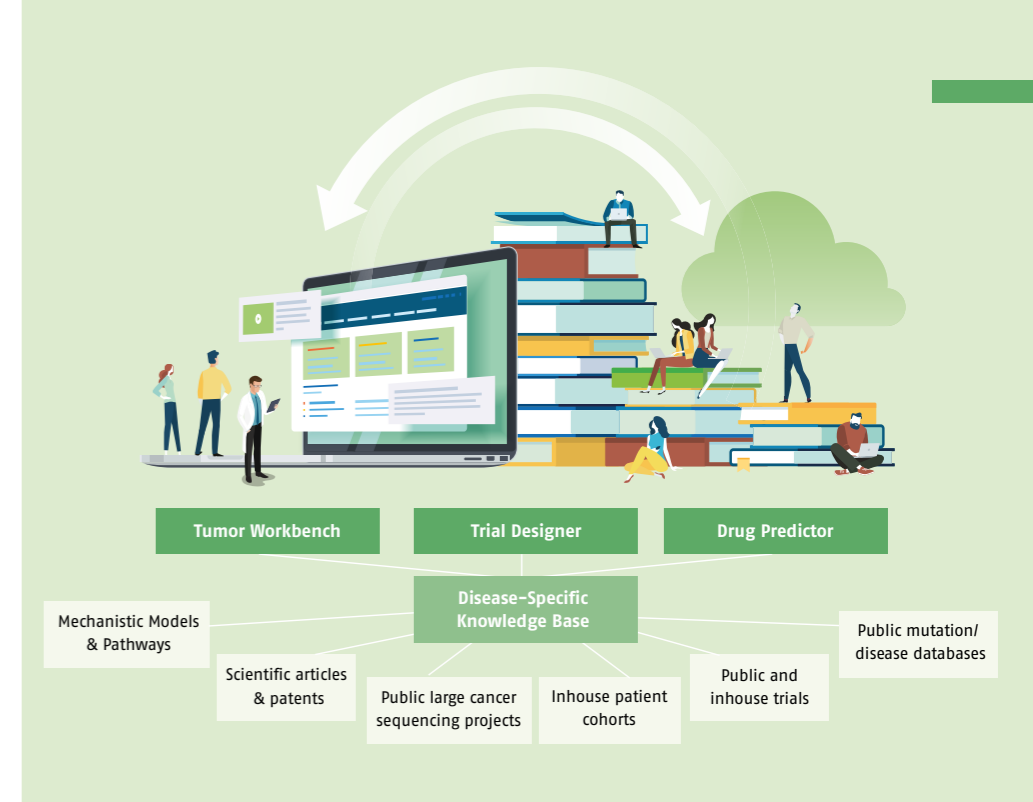 Tumor Workbench
Trial Designer
Drug Predictor
Disease-Specific
Knowledge Base
Mechanistic Models
& Pathways
Scientific articles
& patents
Public large cancer
sequencing projects
Inhouse patient
cohorts
Public and
inhouse trials
Public mutation/
disease databases